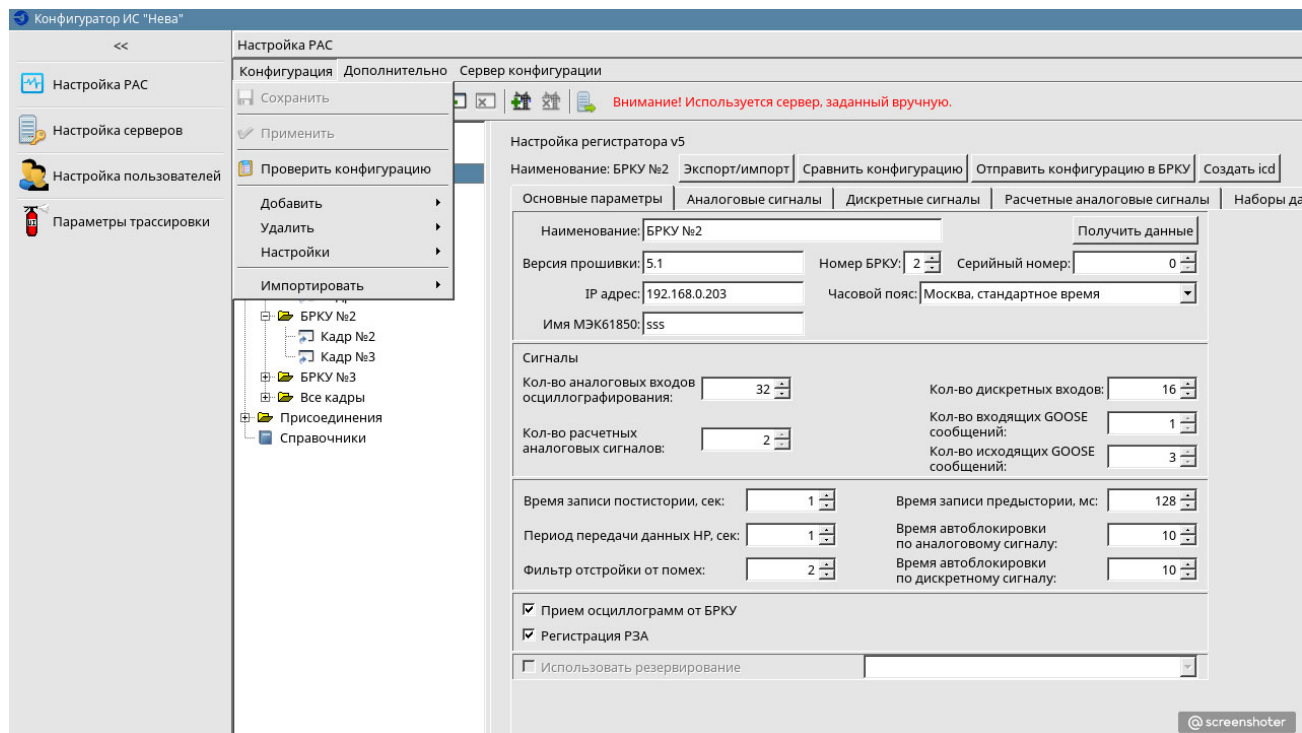 Конфигуратор ИС "Нева"
<<
Настройка РАС
Настройка серверов
Настройка пользователей
Параметры трассировки
Настройка РАС
Конфигурация Дополнительно Сервер конфигурации
Внимание! Используется сервер, заданный вручную.
Сохранить
Применить
Проверить конфигурацию
Добавить
Удалить
Настройки
Импортировать
БРКУ №2
Кадр №2
Кадр №3
БРКУ №3
Все кадры
Присоединения
Справочники
Настройка регистратора v5
Наименование: БРКУ №2 Экспорт/импорт Сравнить конфигурацию Отправить конфигурацию в БРКУ Создать icd
Основные параметры Аналоговые сигналы Дискретные сигналы Расчетные аналоговые сигналы Наборы да
Наименование: БРКУ №2 Получить данные
Версия прошивки: 5.1 Номер БРКУ: 2 Серийный номер: 0
IP адрес: 192.168.0.203 Часовой пояс: Москва, стандартное время
Имя МЭК61850: sss
Сигналы
Кол-во аналоговых входов
осциллографирования: 32
Кол-во дискретных входов: 16
Кол-во расчетных
аналоговых сигналов: 2
Кол-во входящих GOOSE
сообщений: 1
Кол-во исходящих GOOSE
сообщений: 3
Время записи постистории, сек: 1 Время записи предыстории, мс: 128
Период передачи данных НР, сек: 1
Время автоблокировки
по аналоговому сигналу: 10
Фильтр отстройки от помех: 2
Время автоблокировки
по дискретному сигналу: 10
Прием осциллограмм от БРКУ
Регистрация РЗА
Использовать резервирование
@ screenshoter